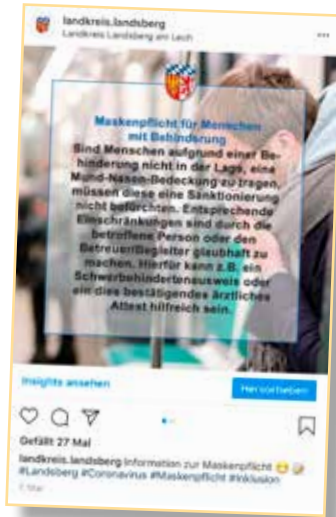 landkreis.landsberg
Landkreis Landsberg am Lech
Maskenpflicht für Menschen
mit Behinderung
Sind Menschen aufgrund einer Be-
hinderung nicht in der Lage, eine
Mund-Nasen-Bedeckung zu tragen,
müssen diese eine Sanktionierung
nicht befürchten. Entsprechende
Einschränkungen sind durch die
betroffene Person oder den
Betreuer/Begleiter glaubhaft zu
machen. Hierfür kann z.B. ein
Schwerbehindertenausweis oder
ein dies bestätigendes ärztliches
Attest hilfreich sein.
Insights ansehen
Hervorheben
Gefällt 27 Mal
landkreis.landsberg Information zur Maskenpflicht
#Landsberg #Coronavirus #Maskenpflicht #Inklusion